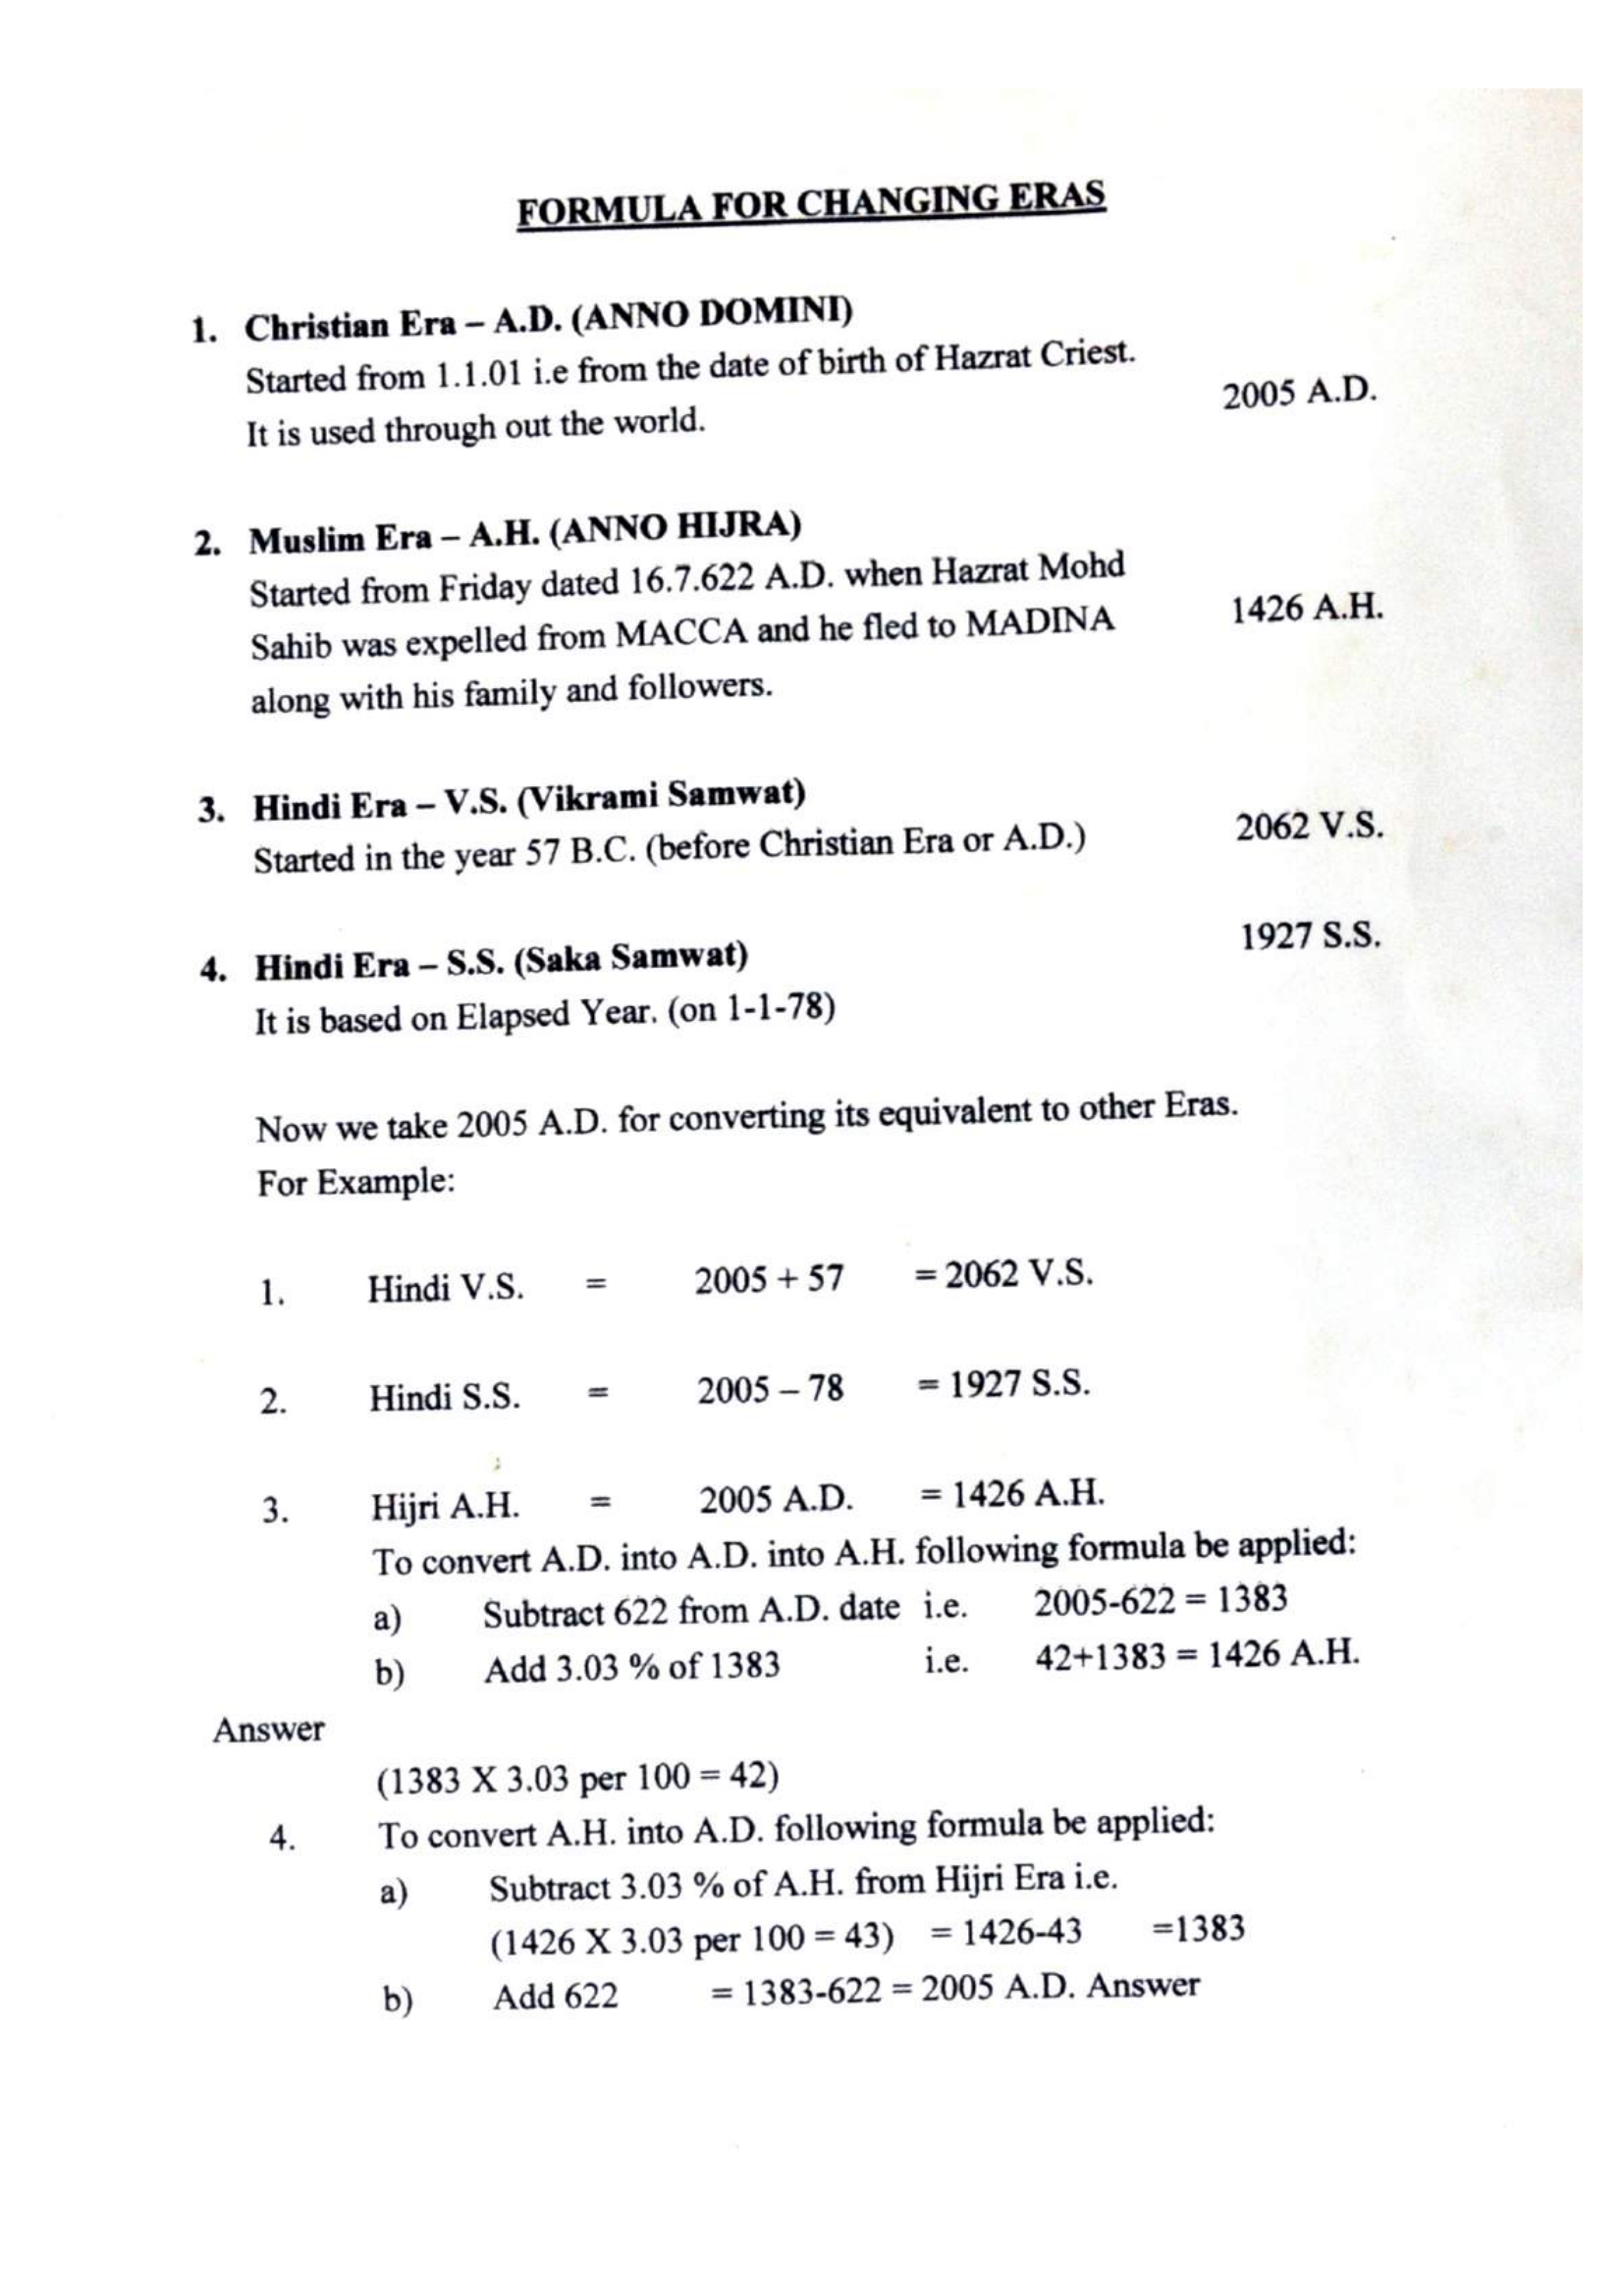 FORMULA FOR CHANGING ERAS
1. Christian Era – A.D. (ANNO DOMINI)
Started from 1.1.01 i.e from the date of birth of Hazrat Criest.
It is used through out the world.
2005 A.D.
2. Muslim Era – A.H. (ANNO HIJRA)
Started from Friday dated 16.7.622 A.D. when Hazrat Mohd
Sahib was expelled from MACCA and he fled to MADINA
1426 A.H.
along with his family and followers.
3. Hindi Era – V.S. (Vikrami Samwat)
Started in the year 57 B.C. (before Christian Era or A.D.)
2062 V.S.
4. Hindi Era – S.S. (Saka Samwat)
1927 S.S.
It is based on Elapsed Year. (on 1-1-78)
Now we take 2005 A.D. for converting its equivalent to other Eras.
For Example:
1. Hindi V.S. = 2005 + 57 = 2062 V.S.
2. Hindi S.S. = 2005 – 78 = 1927 S.S.
3. Hijri A.H. = 2005 A.D. = 1426 A.H.
To convert A.D. into A.D. into A.H. following formula be applied:
a) Subtract 622 from A.D. date i.e. 2005-622 = 1383
b) Add 3.03 % of 1383 i.e. 42+1383 = 1426 A.H.
Answer
(1383 X 3.03 per 100 = 42)
4. To convert A.H. into A.D. following formula be applied:
a) Subtract 3.03 % of A.H. from Hijri Era i.e.
(1426 X 3.03 per 100 = 43) = 1426-43 =1383
b) Add 622 = 1383-622 = 2005 A.D. Answer